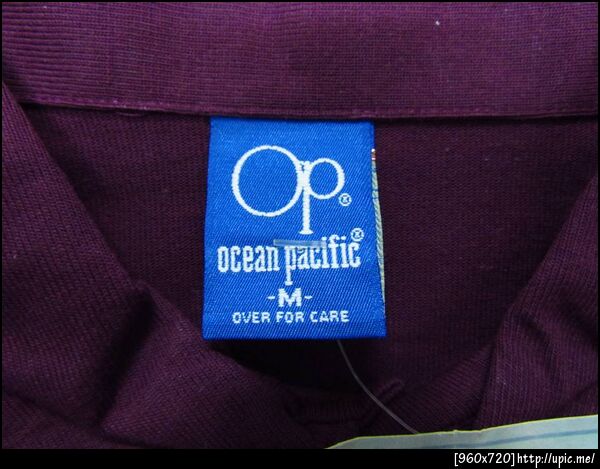 Op®
ocean pacific®
-M-
OVER FOR CARE
[960x720]http://upic.me/